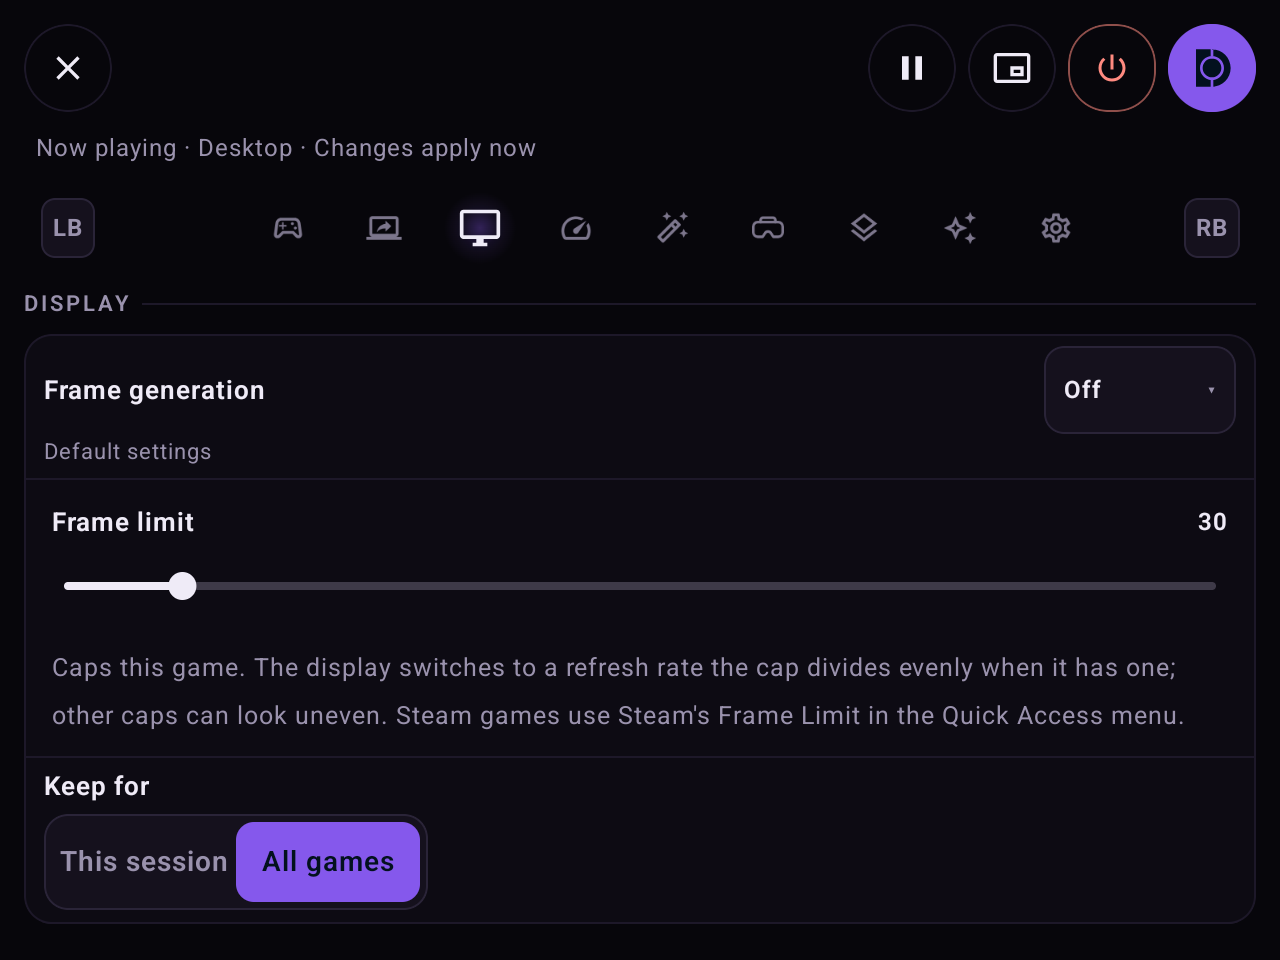 Now playing · Desktop · Changes apply now
LB
RB
DISPLAY
Frame generation
Off
Default settings
Frame limit
30
Caps this game. The display switches to a refresh rate the cap divides evenly when it has one;
other caps can look uneven. Steam games use Steam's Frame Limit in the Quick Access menu.
Keep for
This session
All games